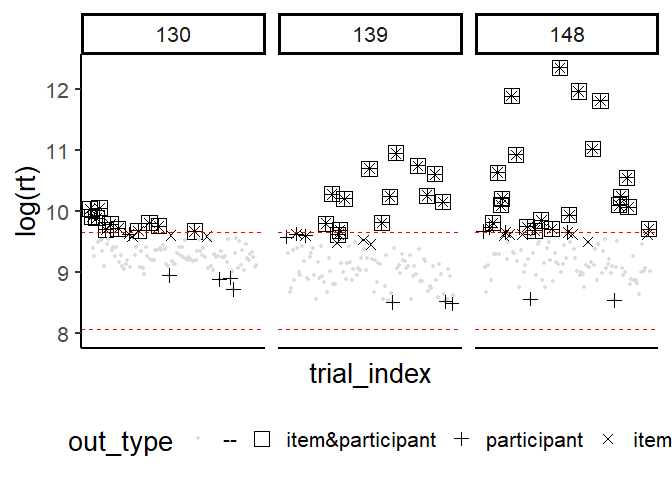 130 139 148
12
11
10
9
8
log(rt)
trial_index
out_type -- item&participant participant item